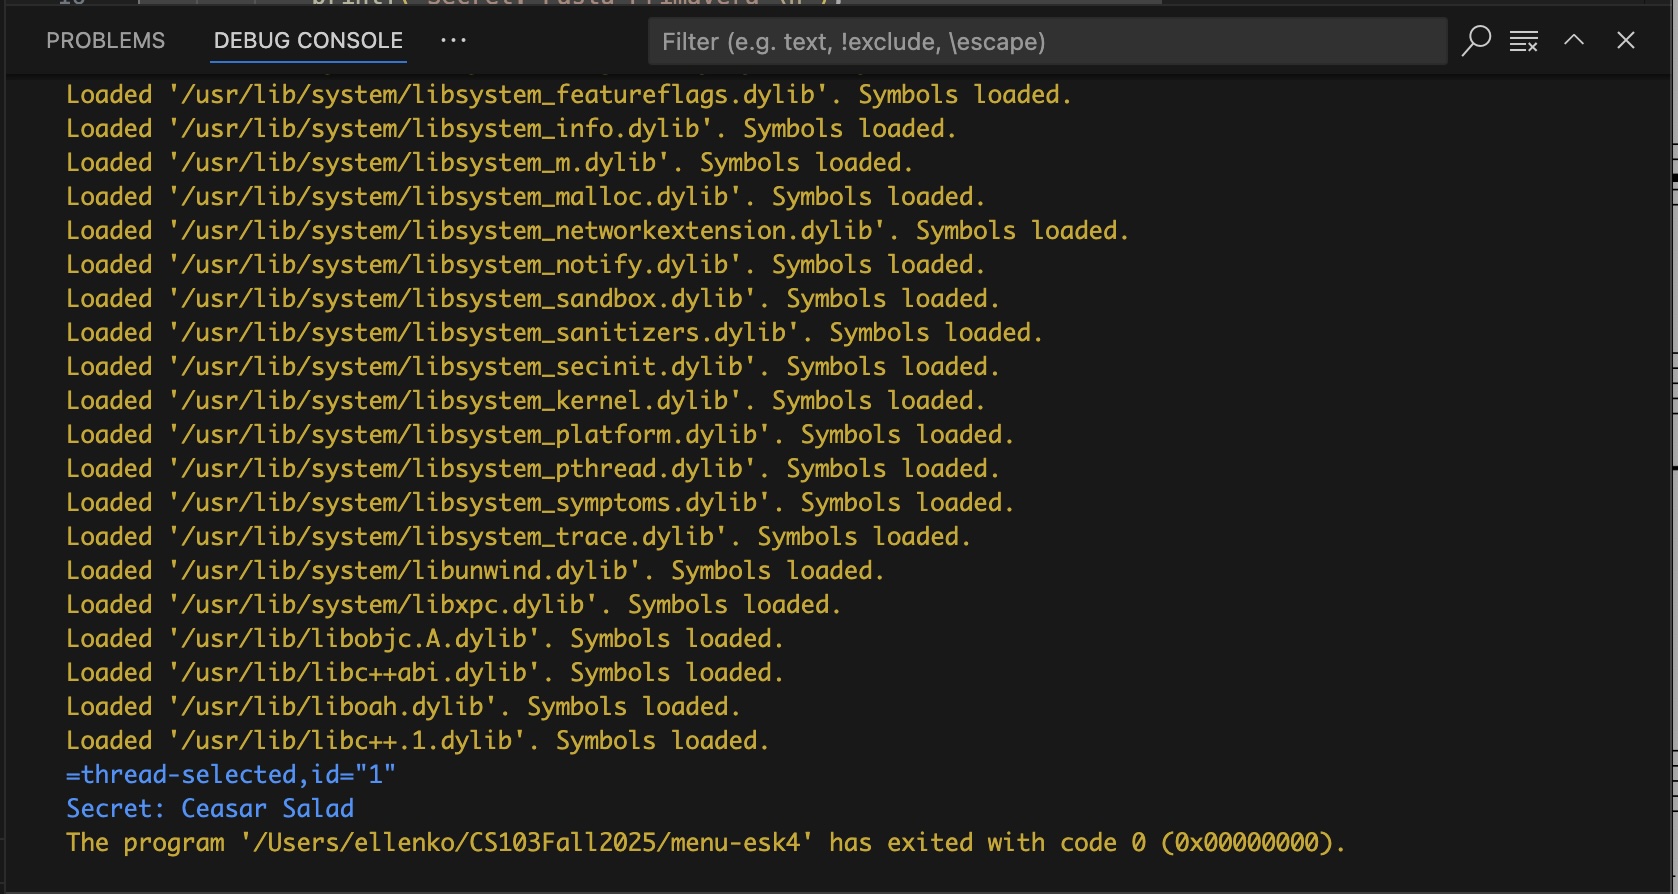 PROBLEMS DEBUG CONSOLE ··· Filter (e.g. text, !exclude, \escape)
Loaded '/usr/lib/system/libsystem_featureflags.dylib'. Symbols loaded.
Loaded '/usr/lib/system/libsystem_info.dylib'. Symbols loaded.
Loaded '/usr/lib/system/libsystem_m.dylib'. Symbols loaded.
Loaded '/usr/lib/system/libsystem_malloc.dylib'. Symbols loaded.
Loaded '/usr/lib/system/libsystem_networkextension.dylib'. Symbols loaded.
Loaded '/usr/lib/system/libsystem_notify.dylib'. Symbols loaded.
Loaded '/usr/lib/system/libsystem_sandbox.dylib'. Symbols loaded.
Loaded '/usr/lib/system/libsystem_sanitizers.dylib'. Symbols loaded.
Loaded '/usr/lib/system/libsystem_secinit.dylib'. Symbols loaded.
Loaded '/usr/lib/system/libsystem_kernel.dylib'. Symbols loaded.
Loaded '/usr/lib/system/libsystem_platform.dylib'. Symbols loaded.
Loaded '/usr/lib/system/libsystem_pthread.dylib'. Symbols loaded.
Loaded '/usr/lib/system/libsystem_symptoms.dylib'. Symbols loaded.
Loaded '/usr/lib/system/libsystem_trace.dylib'. Symbols loaded.
Loaded '/usr/lib/system/libunwind.dylib'. Symbols loaded.
Loaded '/usr/lib/system/libxpc.dylib'. Symbols loaded.
Loaded '/usr/lib/libobjc.A.dylib'. Symbols loaded.
Loaded '/usr/lib/libc++abi.dylib'. Symbols loaded.
Loaded '/usr/lib/liboah.dylib'. Symbols loaded.
Loaded '/usr/lib/libc++.1.dylib'. Symbols loaded.
=thread-selected,id="1"
Secret: Ceasar Salad
The program '/Users/ellenko/CS103Fall2025/menu-esk4' has exited with code 0 (0x00000000).